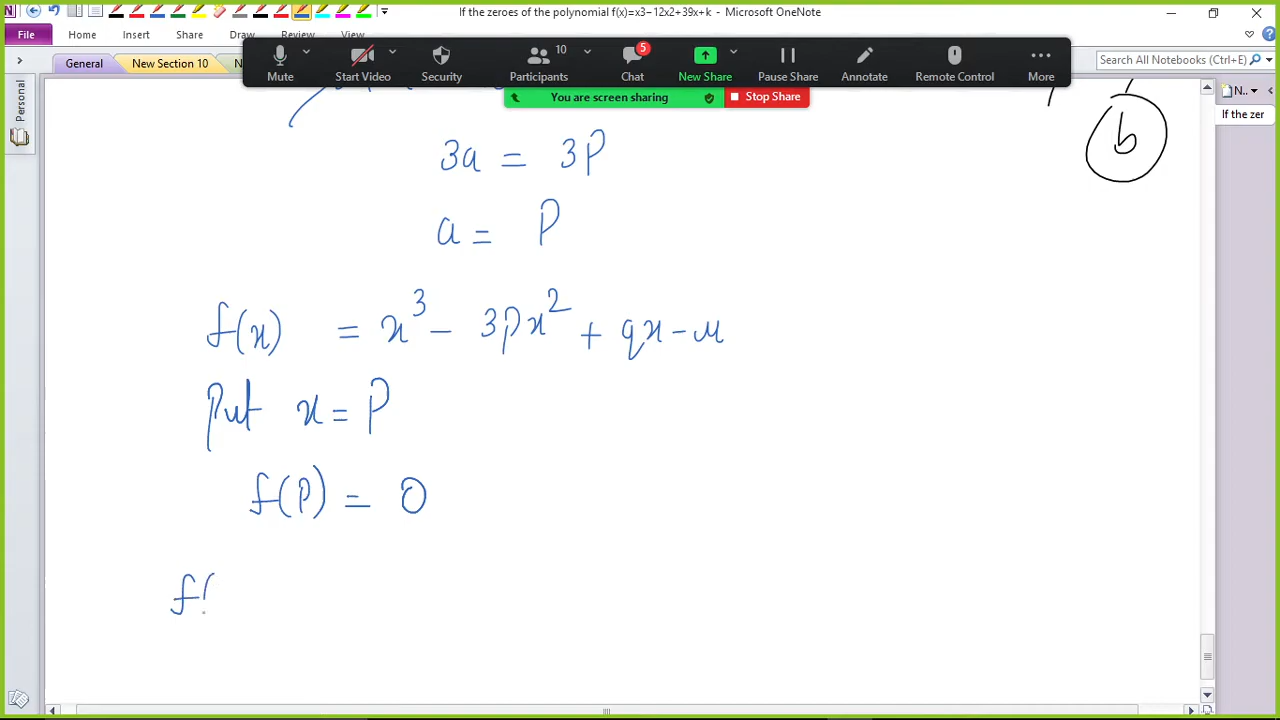 If the zeroes of the polynomial f(x)=x3−12x2+39x+k - Microsoft OneNote
File Home Insert Share Draw Review View
General New Section 10 N
Search All Notebooks (Ctrl+E)
Mute Start Video Security Participants 10 Chat 5 New Share Pause Share Annotate Remote Control More
You are screen sharing Stop Share
Personal
N..
If the zer
b
3a = 3P
a = P
f(x) = x³ - 3px² + qx - r
Put x = P
f(P) = 0
f(